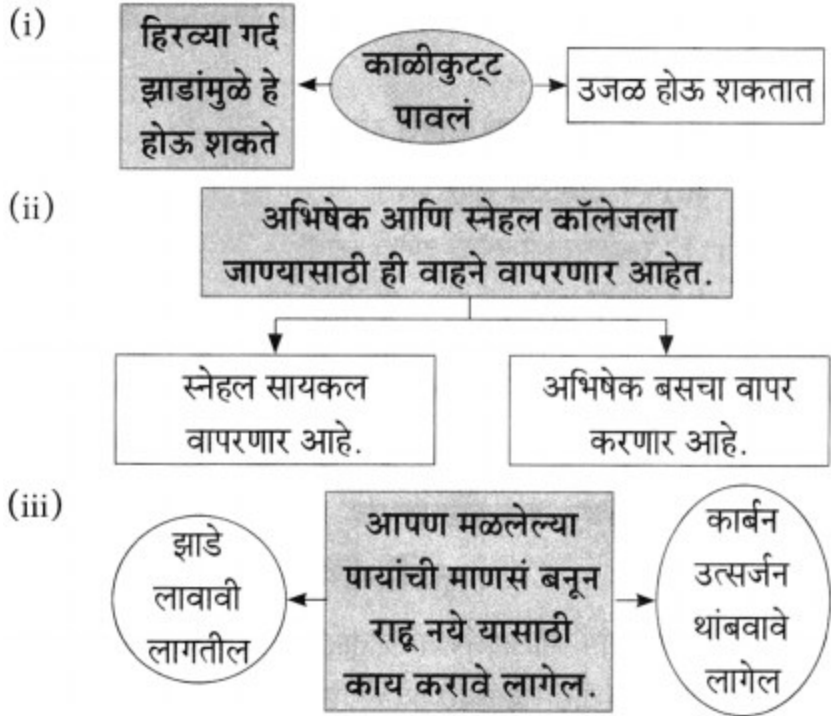 (i)
हिरव्या गर्द
झाडांमुळे हे
होऊ शकते
काळीकुट्ट
पावलं
उजळ होऊ शकतात
(ii)
अभिषेक आणि स्नेहल कॉलेजला
जाण्यासाठी ही वाहने वापरणार आहेत.
स्नेहल सायकल
वापरणार आहे.
अभिषेक बसचा वापर
करणार आहे.
(iii)
झाडे
लावावी
लागतील
आपण मळलेल्या
पायांची माणसं बनून
राहू नये यासाठी
काय करावे लागेल.
कार्बन
उत्सर्जन
थांबवावे
लागेल